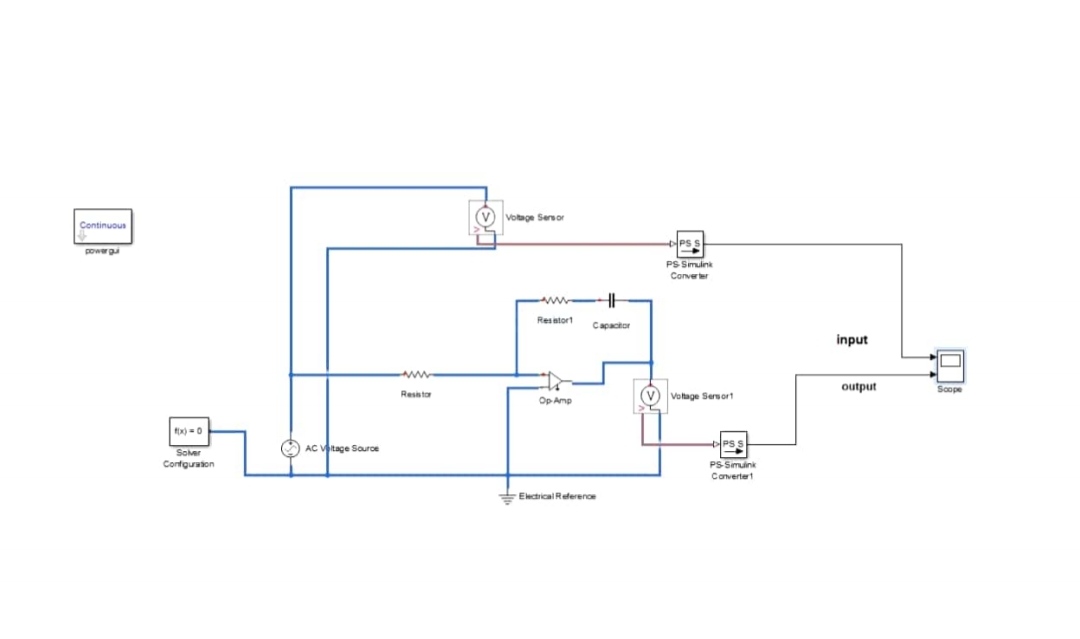 Continuous
powergui
V
Voltage Sensor
PS S
PS-Simulink
Converter
Resistor1
Capacitor
input
Resistor
Op-Amp
V
Voltage Sensor1
output
Scope
f(x) = 0
Solver
Configuration
AC Voltage Source
PS S
PS-Simulink
Converter1
Electrical Reference